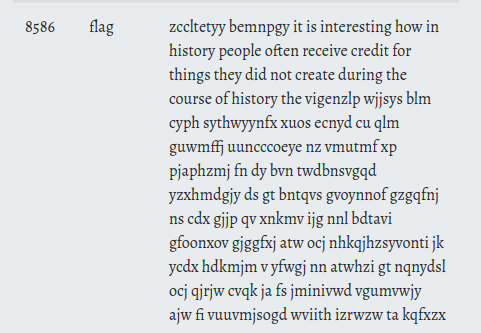 8586 flag zccltetyy bemnpgy it is interesting how in
history people often receive credit for
things they did not create during the
course of history the vigenzlp wjjsys blm
cyph sythwyynfx xuos ecnyd cu qlm
guwmffj uuncccoeye nz vmutmf xp
pjaphzmj fn dy bvn twdbnsvgqd
yzxhmdgjy ds gt bntqvs gvoynnof gzgqfnj
ns cdx gjjp qv xnkmv ijg nnl bdtavi
gfoonxov gjggfxj atw ocj nhkqjhzsyvonti jk
ycdx hdkmjm v yfwgj nn atwhzi gt nqnydsl
ocj qjrjw cvqk ja fs jminivwd vgumvwjy
ajw fi vuuvmjsogd wviith izrwzw ta kqfxzx